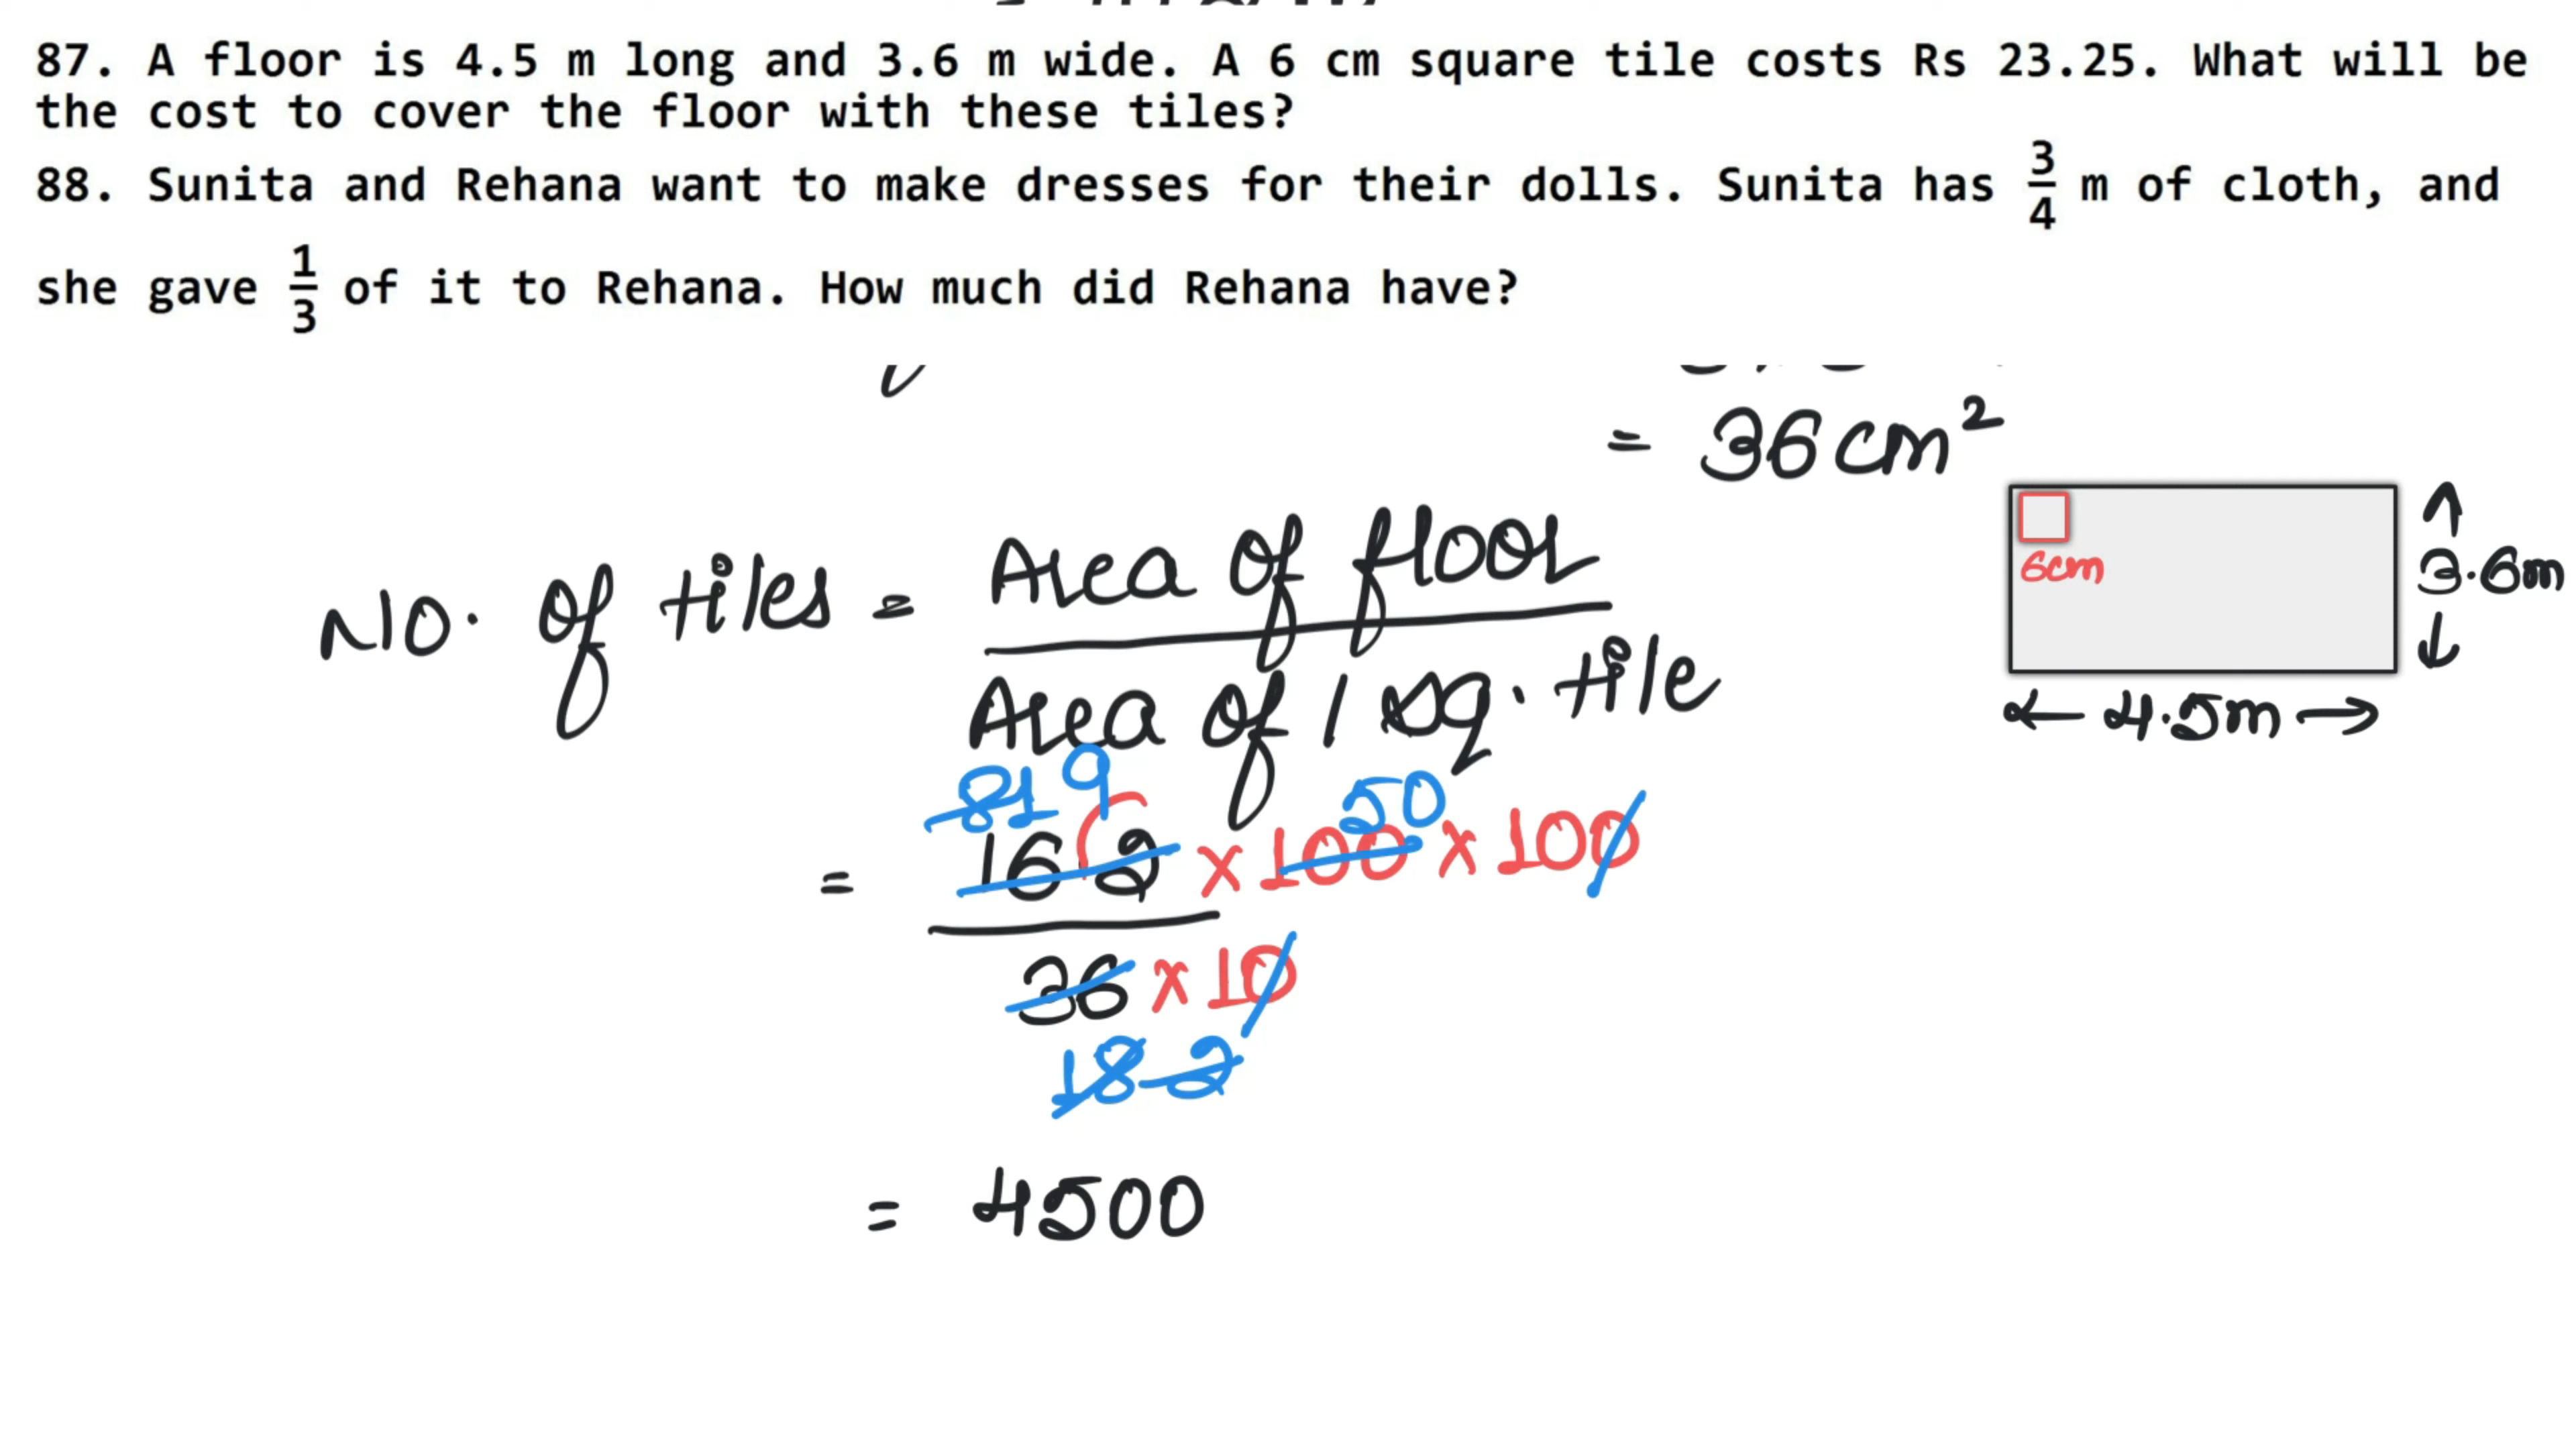 87. A floor is 4.5 m long and 3.6 m wide. A 6 cm square tile costs Rs 23.25. What will be
the cost to cover the floor with these tiles?
88. Sunita and Rehana want to make dresses for their dolls. Sunita has 3/4 m of cloth, and
she gave 1/3 of it to Rehana. How much did Rehana have?
= 36 cm²
No. of tiles = Area of floor
Area of 1 sq. tile
6cm
3.6m
4.5m
81 9 50
= 16 2 x 100 x 100
36 x 10
18 2
= 4500